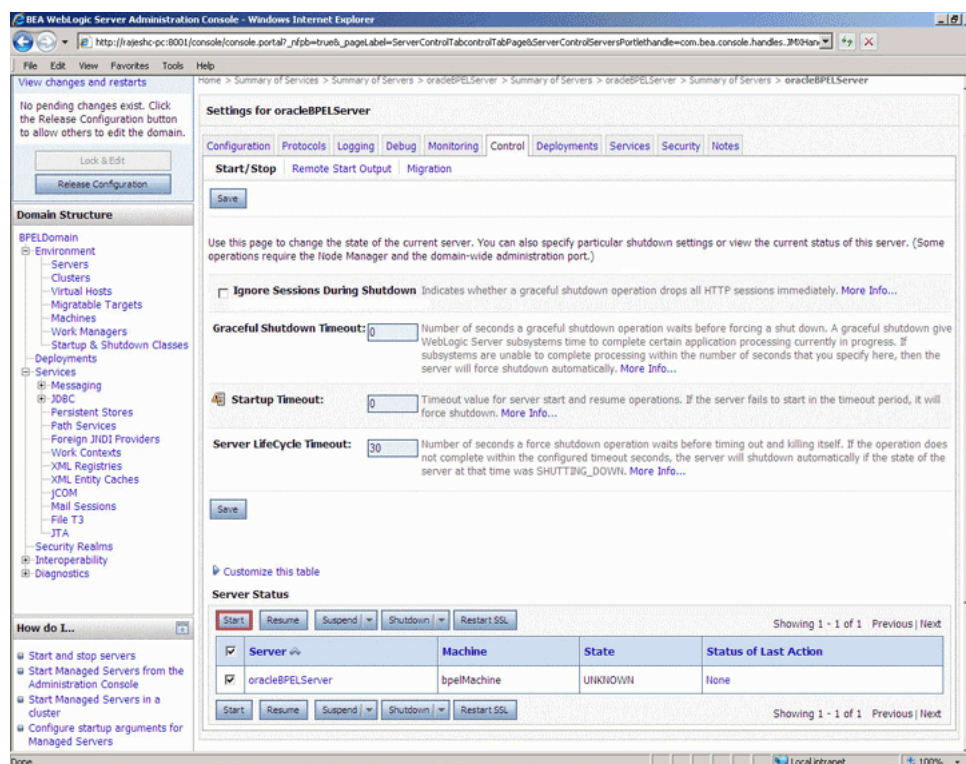 BEA WebLogic Server Administration Console - Windows Internet Explorer
http://rajeshc-pc:8001/console/console.portal?_nfpb=true&_pageLabel=ServerControlTabcontrolTabPage&ServerControlServersPortlethandle=com.bea.console.handles.JMXHan
File Edit View Favorites Tools Help
View changes and restarts
No pending changes exist. Click
the Release Configuration button
to allow others to edit the domain.
Lock & Edit
Release Configuration
Domain Structure
BPELDomain
Environment
Servers
Clusters
Virtual Hosts
Migratable Targets
Machines
Work Managers
Startup & Shutdown Classes
Deployments
Services
Messaging
JDBC
Persistent Stores
Path Services
Foreign JNDI Providers
Work Contexts
XML Registries
XML Entity Caches
jCOM
Mail Sessions
File T3
JTA
Security Realms
Interoperability
Diagnostics
How do I...
Start and stop servers
Start Managed Servers from the
Administration Console
Start Managed Servers in a
cluster
Configure startup arguments for
Managed Servers
Home > Summary of Services > Summary of Servers > oracleBPELServer > Summary of Servers > oracleBPELServer > Summary of Servers > oracleBPELServer
Settings for oracleBPELServer
Configuration Protocols Logging Debug Monitoring Control Deployments Services Security Notes
Start/Stop Remote Start Output Migration
Save
Use this page to change the state of the current server. You can also specify particular shutdown settings or view the current status of this server. (Some
operations require the Node Manager and the domain-wide administration port.)
Ignore Sessions During Shutdown Indicates whether a graceful shutdown operation drops all HTTP sessions immediately. More Info...
Graceful Shutdown Timeout: 0 Number of seconds a graceful shutdown operation waits before forcing a shut down. A graceful shutdown give
WebLogic Server subsystems time to complete certain application processing currently in progress. If
subsystems are unable to complete processing within the number of seconds that you specify here, then the
server will force shutdown automatically. More Info...
Startup Timeout: 0 Timeout value for server start and resume operations. If the server fails to start in the timeout period, it will
force shutdown. More Info...
Server LifeCycle Timeout: 30 Number of seconds a force shutdown operation waits before timing out and killing itself. If the operation does
not complete within the configured timeout seconds, the server will shutdown automatically if the state of the
server at that time was SHUTTING_DOWN. More Info...
Save
Customize this table
Server Status
Start Resume Suspend Shutdown Restart SSL Showing 1 - 1 of 1 Previous | Next
Server Machine State Status of Last Action
oracleBPELServer bpelMachine UNKNOWN None
Start Resume Suspend Shutdown Restart SSL Showing 1 - 1 of 1 Previous | Next
Done Local intranet 100%